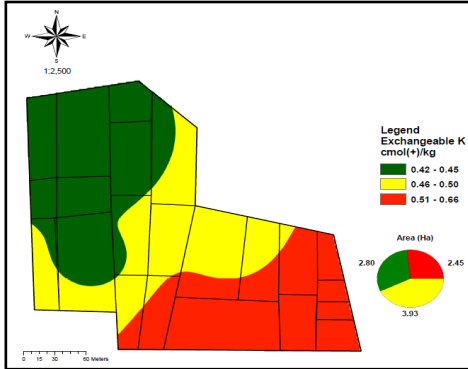 N
W E
S
1:2,500
Legend
Exchangeable K
cmol(+)/kg
0.42 - 0.45
0.46 - 0.50
0.51 - 0.66
Area (Ha)
2.80 2.45
3.93
0 15 30 60 Meters